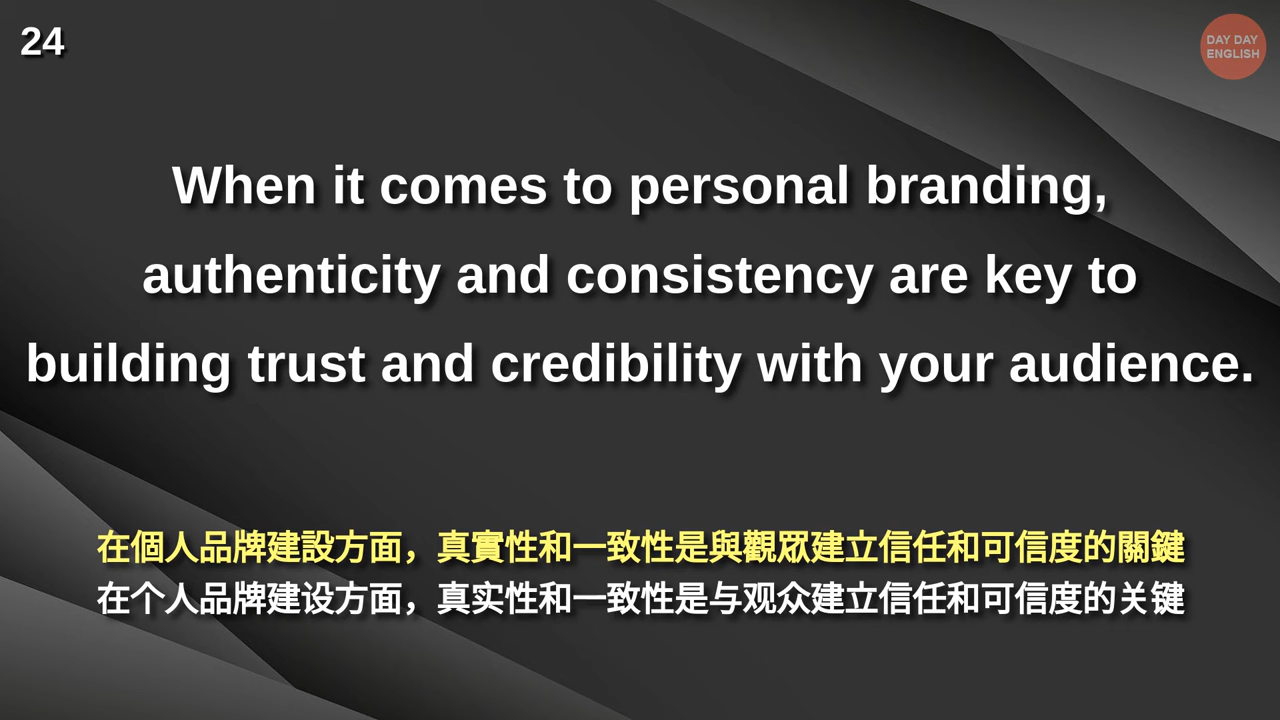 24
DAY DAY
ENGLISH
When it comes to personal branding,
authenticity and consistency are key to
building trust and credibility with your audience.
在個人品牌建設方面，真實性和一致性是與觀眾建立信任和可信度的關鍵
在个人品牌建设方面，真实性和一致性是与观众建立信任和可信度的关键